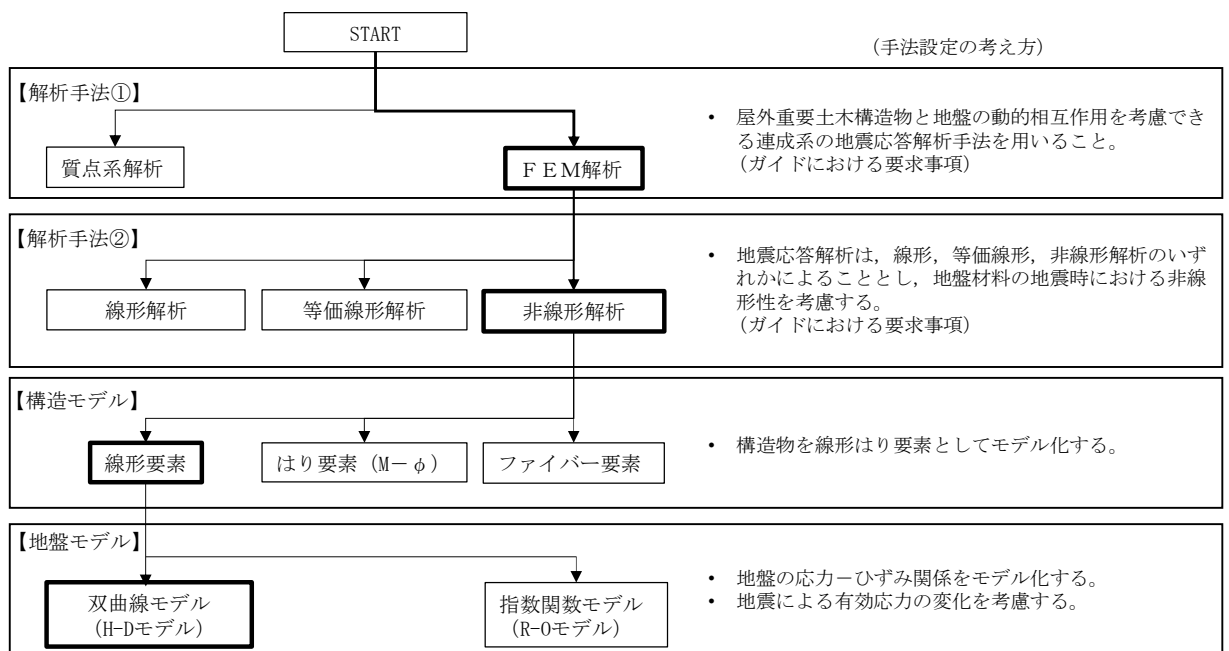 START
(手法設定の考え方)
【解析手法①】
質点系解析
ＦＥＭ解析
• 屋外重要土木構造物と地盤の動的相互作用を考慮でき
る連成系の地震応答解析手法を用いること。
(ガイドにおける要求事項)
【解析手法②】
線形解析
等価線形解析
非線形解析
• 地震応答解析は，線形，等価線形，非線形解析のいず
れかによることとし，地盤材料の地震時における非線
形性を考慮する。
(ガイドにおける要求事項)
【構造モデル】
線形要素
はり要素（M－φ）
ファイバー要素
• 構造物を線形はり要素としてモデル化する。
【地盤モデル】
双曲線モデル
(H-Dモデル)
指数関数モデル
(R-Oモデル)
• 地盤の応力－ひずみ関係をモデル化する。
• 地震による有効応力の変化を考慮する。